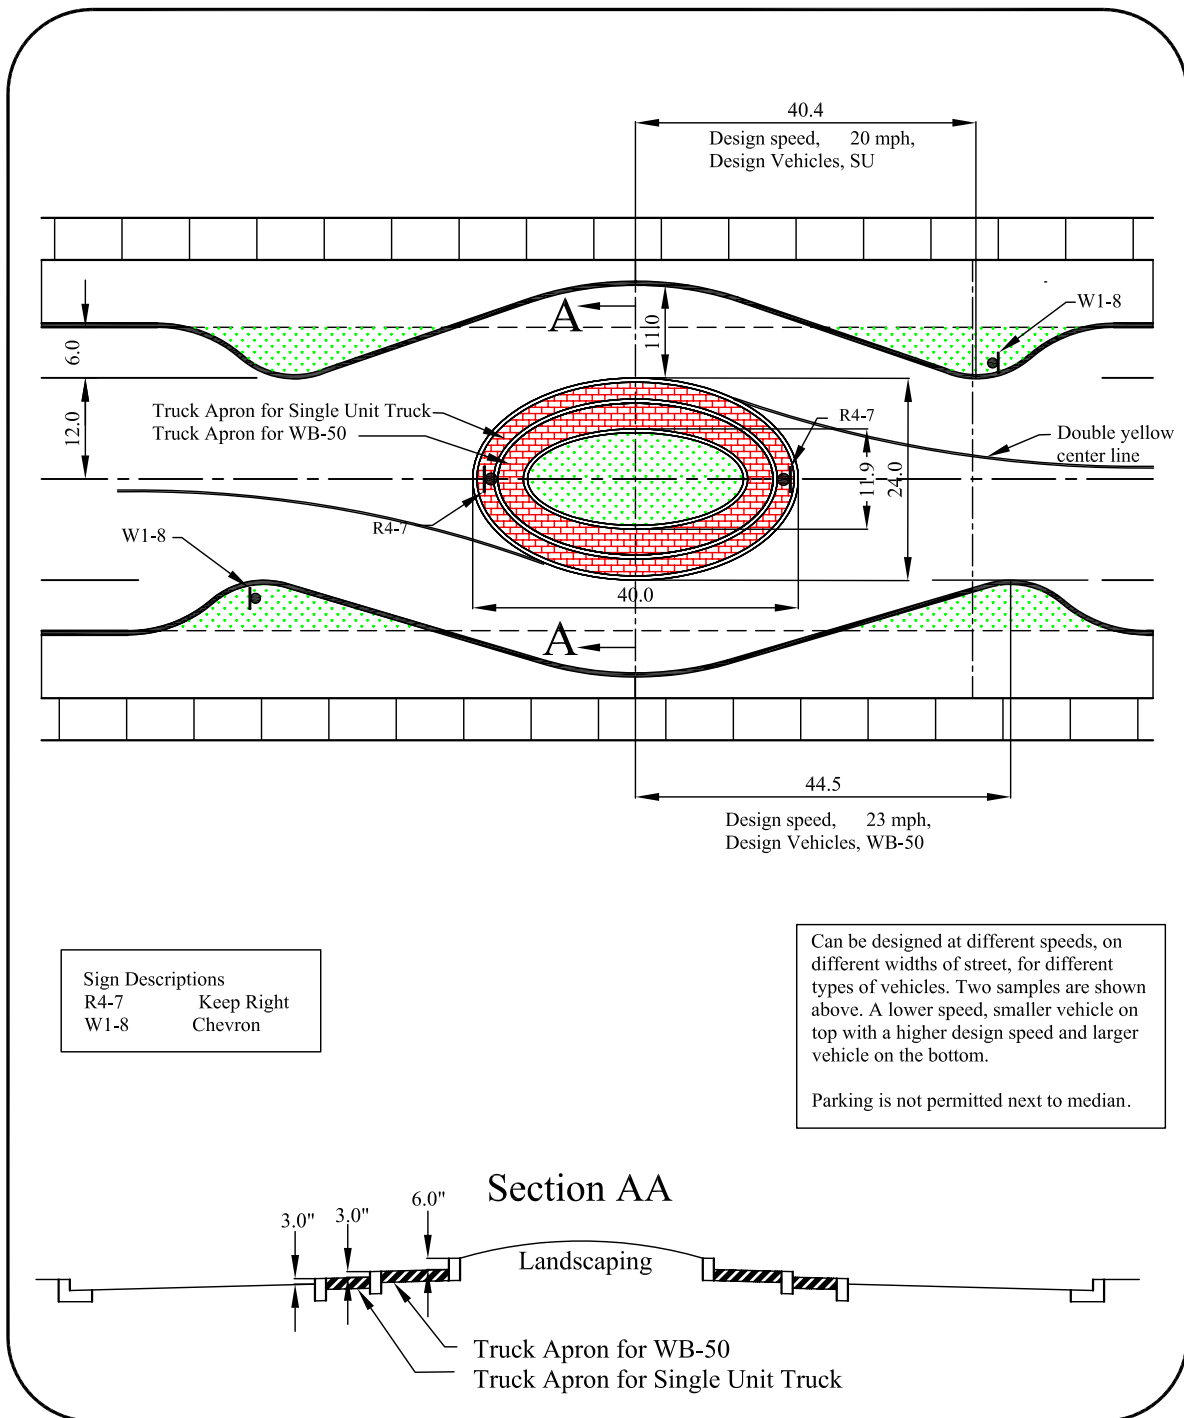 40.4
Design speed, 20 mph,
Design Vehicles, SU
W1-8
A
11.0
6.0
12.0
Truck Apron for Single Unit Truck
Truck Apron for WB-50
R4-7
Double yellow
center line
11.9
24.0
R4-7
W1-8
40.0
A
44.5
Design speed, 23 mph,
Design Vehicles, WB-50
Sign Descriptions
R4-7 Keep Right
W1-8 Chevron
Can be designed at different speeds, on
different widths of street, for different
types of vehicles. Two samples are shown
above. A lower speed, smaller vehicle on
top with a higher design speed and larger
vehicle on the bottom.
Parking is not permitted next to median.
Section AA
3.0"
3.0"
6.0"
Landscaping
Truck Apron for WB-50
Truck Apron for Single Unit Truck